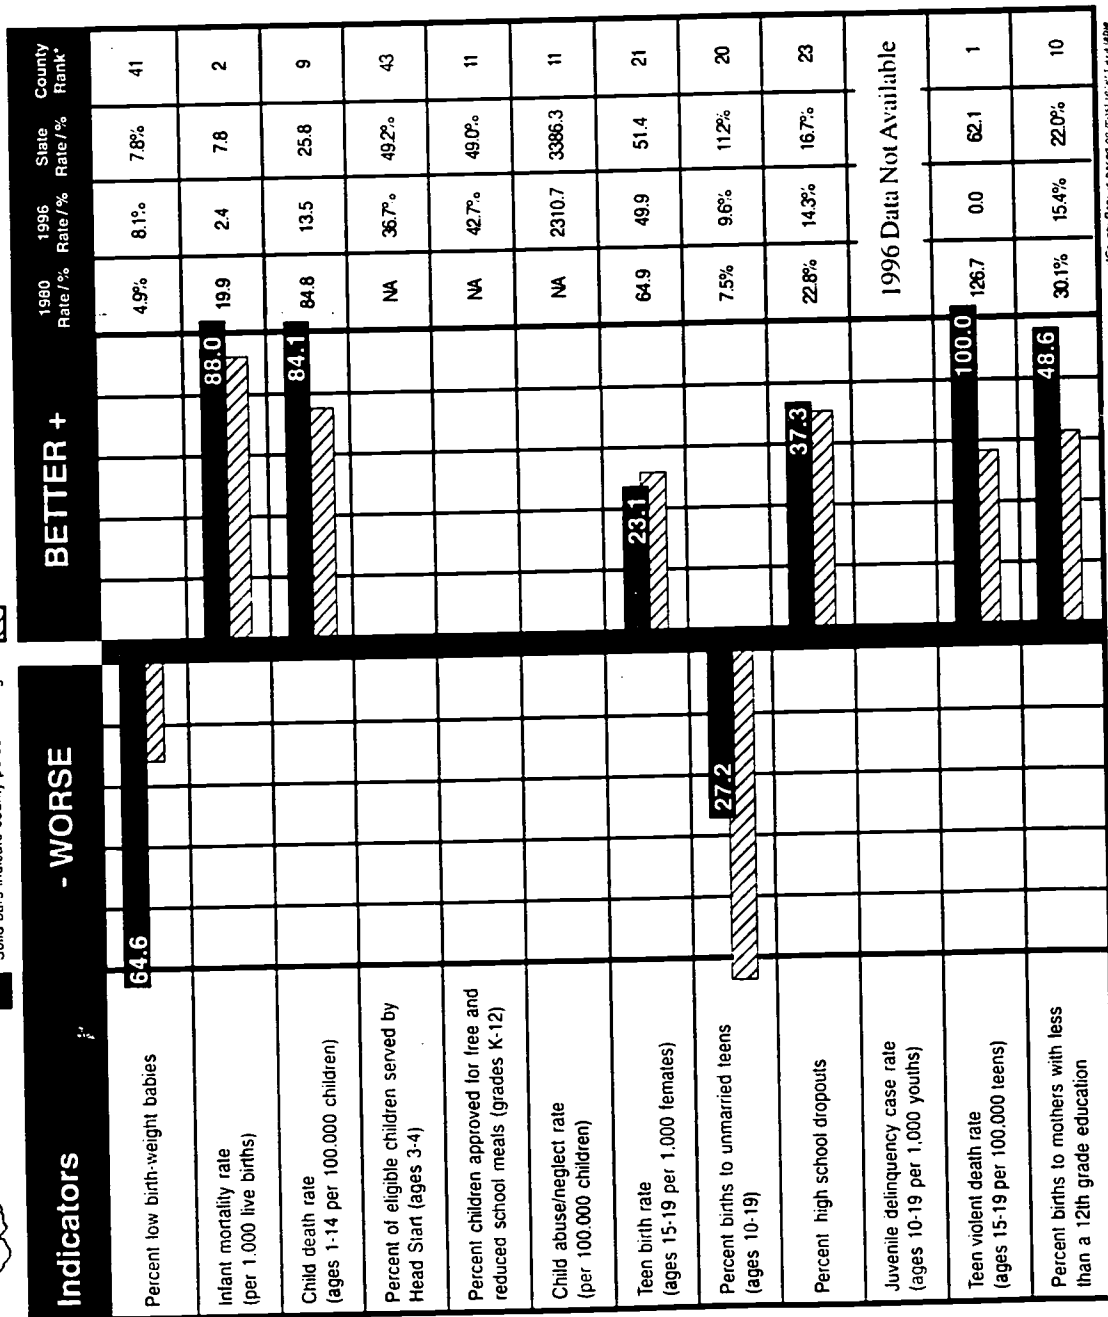 Solid bars indicate county
Indicators
- WORSE
BETTER +
1980
Rate / %
1996
Rate / %
State
Rate / %
County
Rank*
Percent low birth-weight babies
64.6
4.9%
8.1%
7.8%
41
Infant mortality rate
(per 1.000 live births)
88.0
19.9
2.4
7.8
2
Child death rate
(ages 1-14 per 100.000 children)
84.1
84.8
13.5
25.8
9
Percent of eligible children served by
Head Start (ages 3-4)
NA
36.7%
49.2%
43
Percent children approved for free and
reduced school meals (grades K-12)
NA
42.7%
49.0%
11
Child abuse/neglect rate
(per 100.000 children)
NA
2310.7
3386.3
11
Teen birth rate
(ages 15-19 per 1.000 females)
23.1
64.9
49.9
51.4
21
Percent births to unmarried teens
(ages 10-19)
27.2
7.5%
9.6%
11.2%
20
Percent high school dropouts
37.3
22.8%
14.3%
16.7%
23
Juvenile delinquency case rate
(ages 10-19 per 1.000 youths)
1996 Data Not Available
Teen violent death rate
(ages 15-19 per 100.000 teens)
100.0
126.7
0.0
62.1
1
Percent births to mothers with less
than a 12th grade education
48.6
30.1%
15.4%
22.0%
10